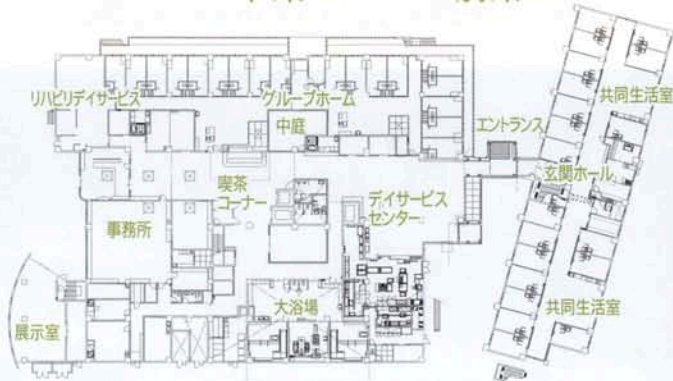 リハビリデイサービス
グループホーム
共同生活室
中庭
エントランス
玄関ホール
喫茶
コーナー
デイサービス
センター
事務所
大浴場
展示室
共同生活室